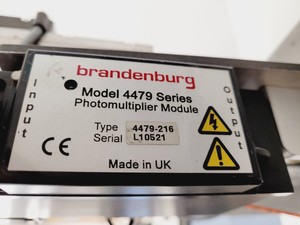 brandenburg
Model 4479 Series
Photomultiplier Module
Input
Output
Type 4479-216
Serial L10521
CE
Made in UK